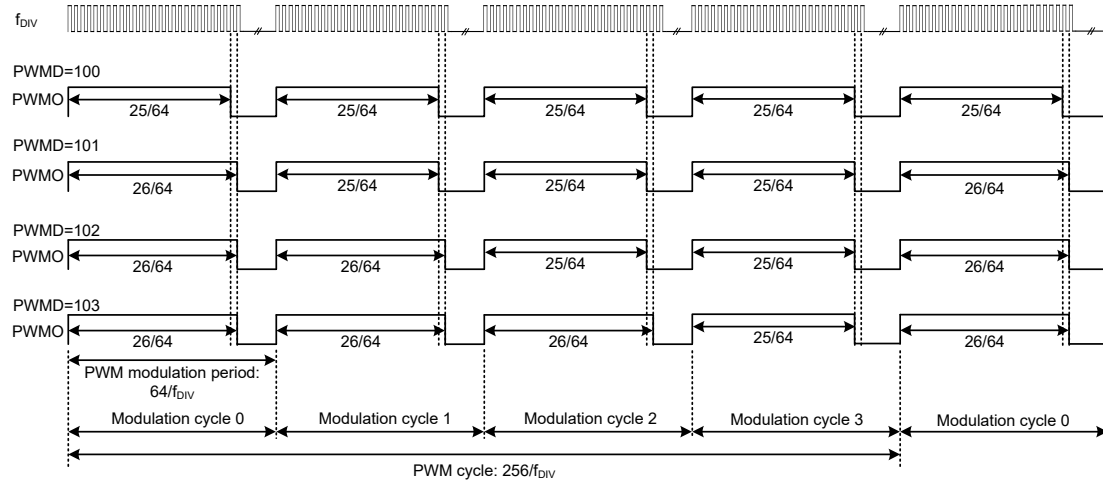 fDIV
PWMD=100
PWMO
25/64 25/64 25/64 25/64 25/64
PWMD=101
PWMO
26/64 25/64 25/64 25/64 26/64
PWMD=102
PWMO
26/64 26/64 25/64 25/64 26/64
PWMD=103
PWMO
26/64 26/64 26/64 25/64 26/64
PWM modulation period:
64/fDIV
Modulation cycle 0 Modulation cycle 1 Modulation cycle 2 Modulation cycle 3 Modulation cycle 0
PWM cycle: 256/fDIV